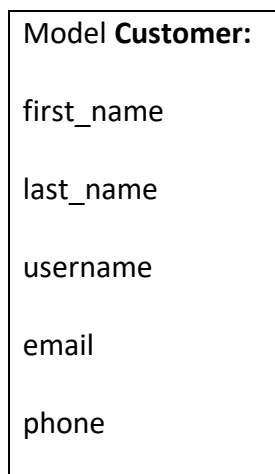 Model Customer:
first_name
last_name
username
email
phone